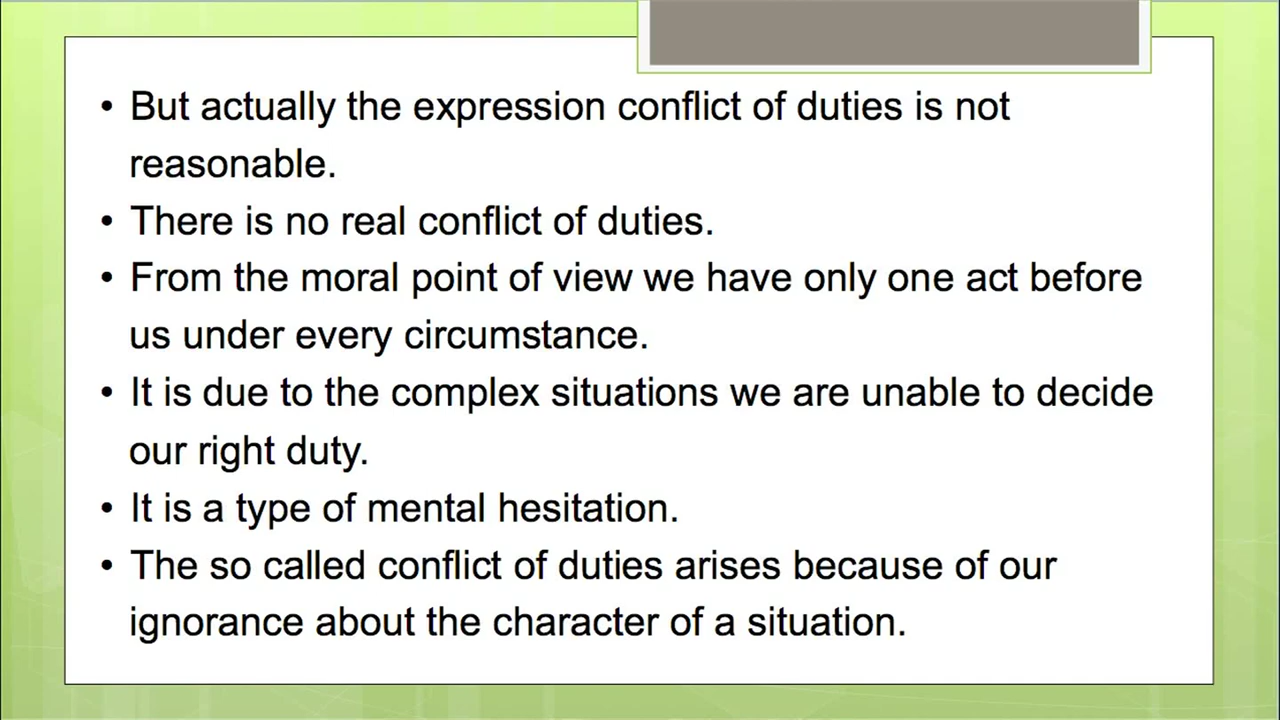 • But actually the expression conflict of duties is not
reasonable.
• There is no real conflict of duties.
• From the moral point of view we have only one act before
us under every circumstance.
• It is due to the complex situations we are unable to decide
our right duty.
• It is a type of mental hesitation.
• The so called conflict of duties arises because of our
ignorance about the character of a situation.